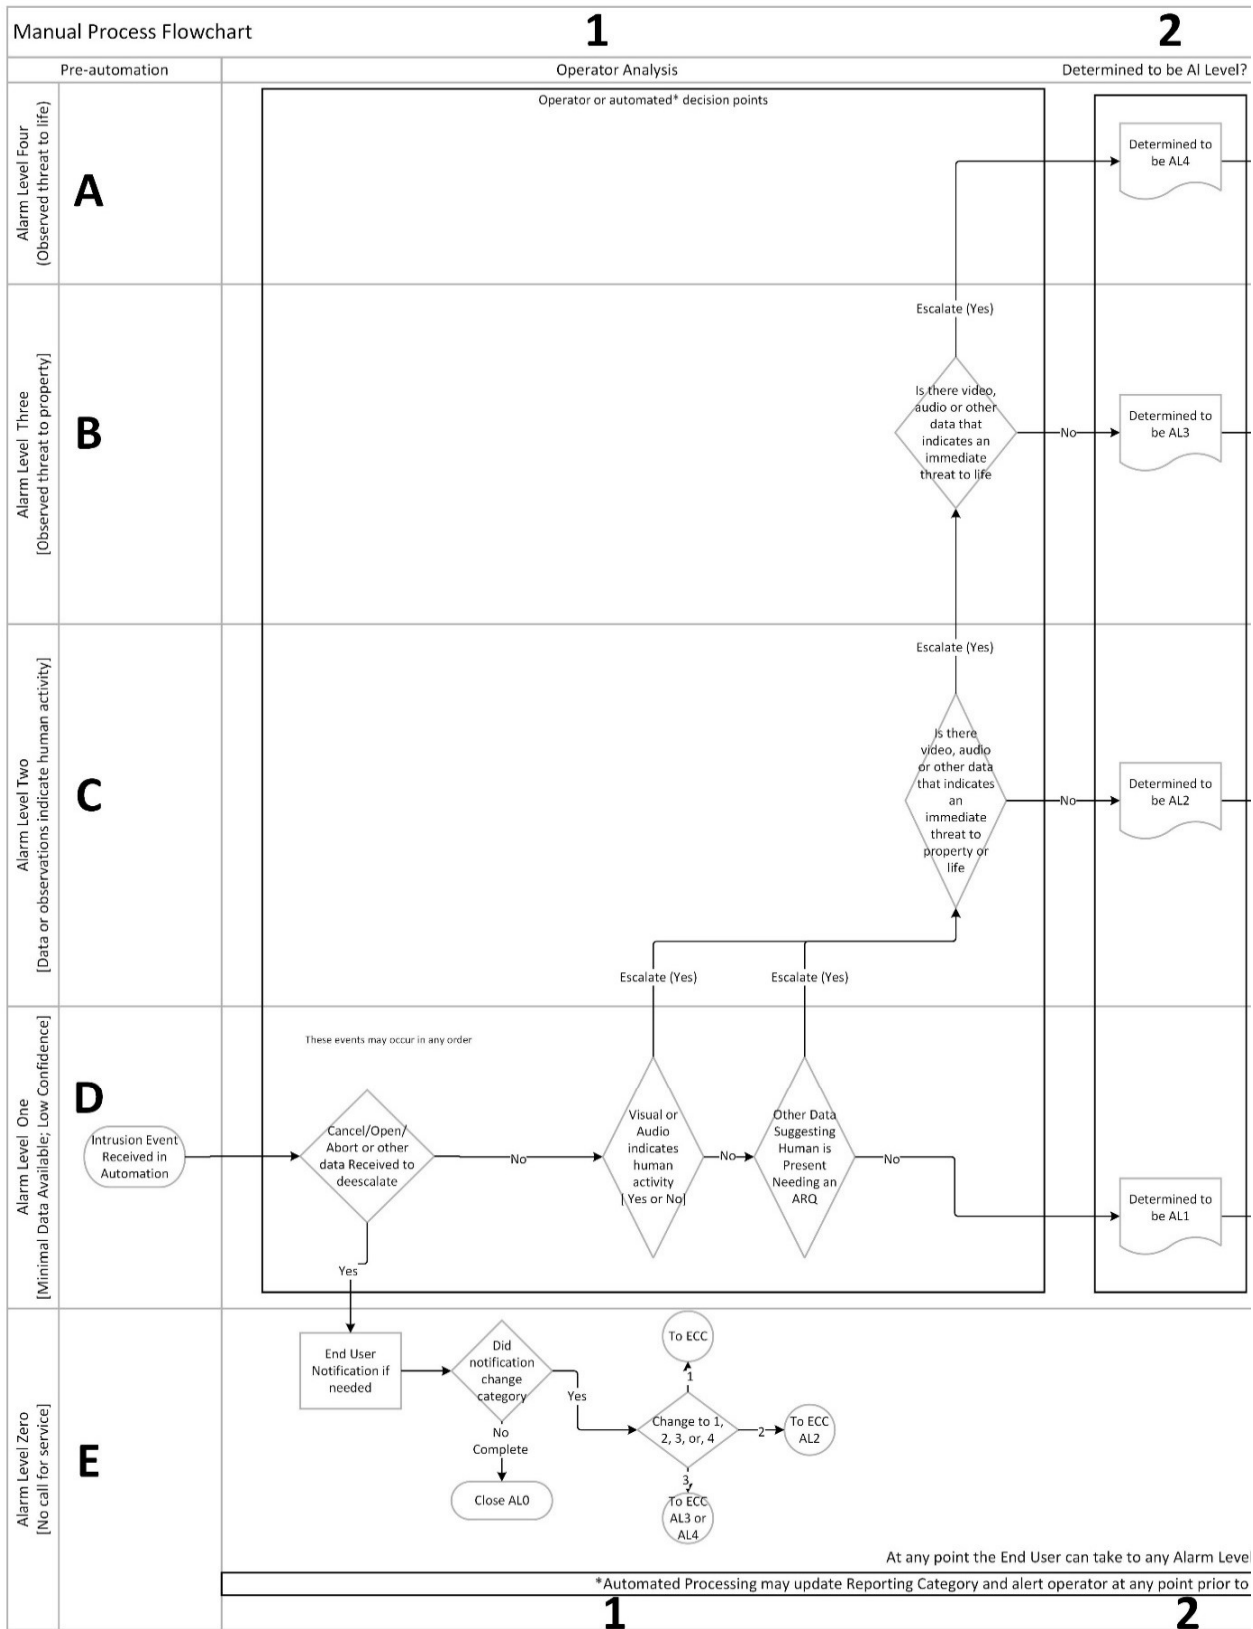 Manual Process Flowchart
1
2
Pre-automation
Operator Analysis
Determined to be Al Level?
Alarm Level Four
(Observed threat to life)
A
Operator or automated* decision points
Determined to
be AL4
Alarm Level  Three
[Observed threat to property]
B
Escalate (Yes)
Is there video,
audio or other
data that
indicates an
immediate
threat to life
No
Determined to
be AL3
Alarm Level Two
[Data or observations indicate human activity]
C
Escalate (Yes)
Is there
video, audio
or other data
that indicates
an
immediate
threat to
property or
life
No
Determined to
be AL2
Escalate (Yes)
Escalate (Yes)
Alarm Level  One
[Minimal Data Available; Low Confidence]
D
These events may occur in any order
Intrusion Event
Received in
Automation
Cancel/Open/
Abort or other
data Received to
deescalate
No
Visual or
Audio
indicates
human
activity
[ Yes or No]
No
Other Data
Suggesting
Human is
Present
Needing an
ARQ
No
Determined to
be AL1
Yes
Alarm Level Zero
[No call for service]
E
End User
Notification if
needed
Did
notification
change
category
Yes
No
Complete
Close AL0
To ECC
1
Change to 1,
2, 3, or, 4
2
To ECC
AL2
3
To ECC
AL3 or
AL4
At any point the End User can take to any Alarm Level
*Automated Processing may update Reporting Category and alert operator at any point prior to
1
2